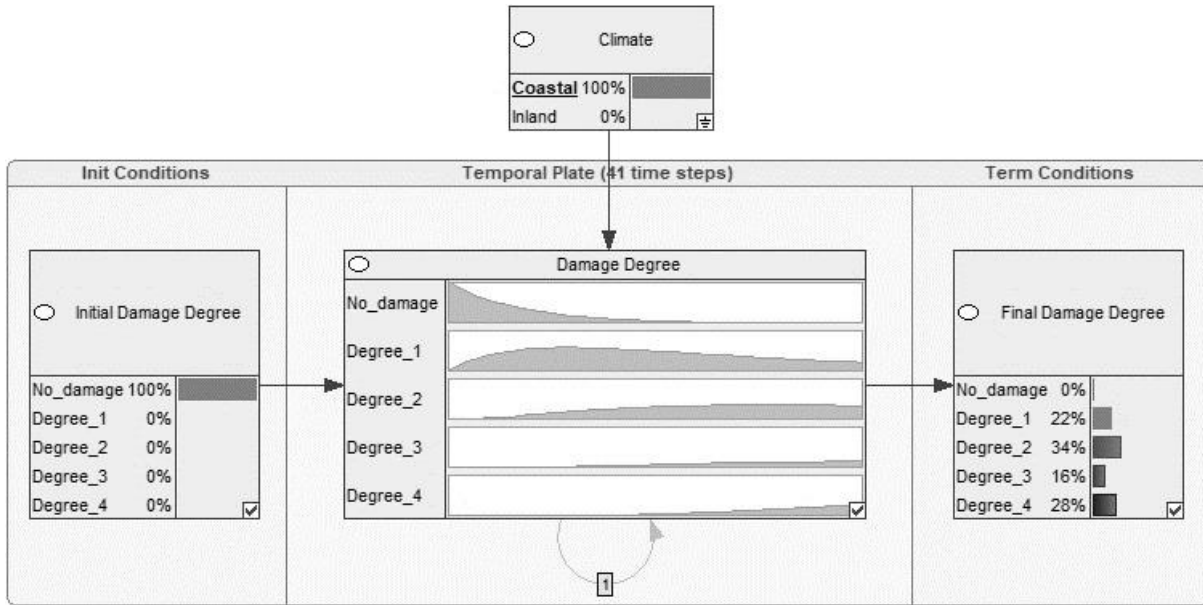 Climate
Coastal 100%
Inland 0%
Init Conditions
Temporal Plate (41 time steps)
Term Conditions
Initial Damage Degree
No_damage 100%
Degree_1 0%
Degree_2 0%
Degree_3 0%
Degree_4 0%
Damage Degree
No_damage
Degree_1
Degree_2
Degree_3
Degree_4
1
Final Damage Degree
No_damage 0%
Degree_1 22%
Degree_2 34%
Degree_3 16%
Degree_4 28%